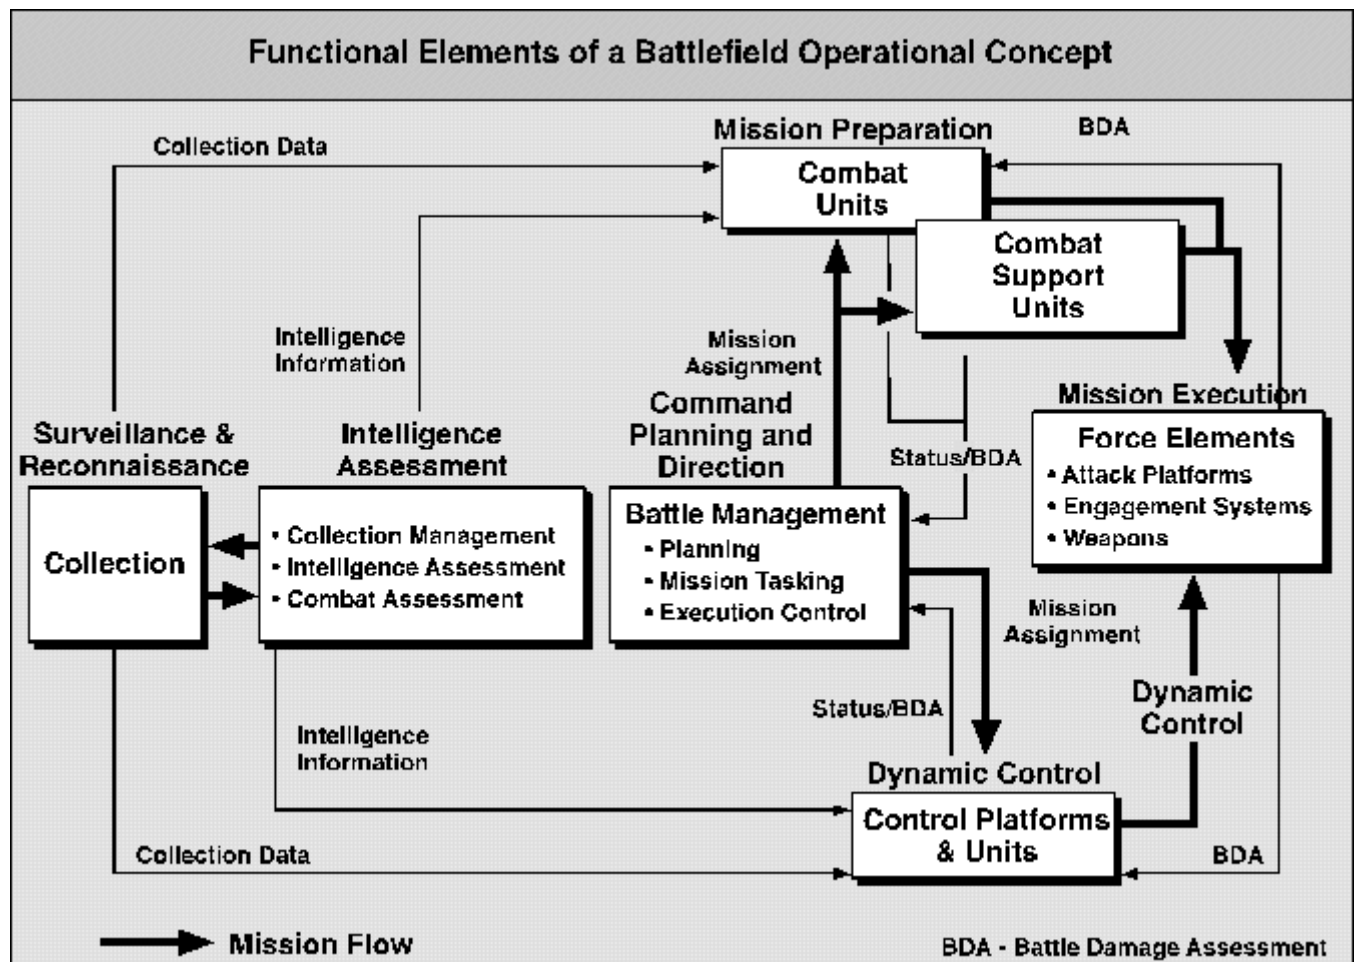 Functional Elements of a Battlefield Operational Concept
Mission Preparation
BDA
Collection Data
Combat
Units
Combat
Support
Units
Intelligence
Information
Mission
Assignment
Mission Execution
Command
Planning and
Direction
Surveillance &
Reconnaissance
Intelligence
Assessment
Status/BDA
Force Elements
• Attack Platforms
• Engagement Systems
• Weapons
Collection
• Collection Management
• Intelligence Assessment
• Combat Assessment
Battle Management
• Planning
• Mission Tasking
• Execution Control
Mission
Assignment
Status/BDA
Dynamic
Control
Intelligence
Information
Dynamic Control
Control Platforms
& Units
Collection Data
BDA
Mission Flow
BDA - Battle Damage Assessment